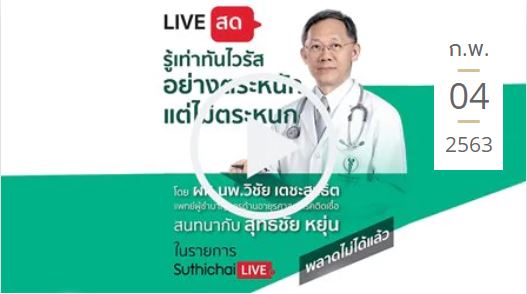 LIVE สด
รู้เท่าทันไวรัส
อย่างตระหนัก
แต่ไม่ตระหนก
โดย ผศ.นพ.วิชัย เตชะสาธิต
สนทนากับ สุทธิชัย หยุ่น
ในรายการ
Suthichai LIVE
พลาดไม่ได้แล้ว
ก.พ.
04
2563